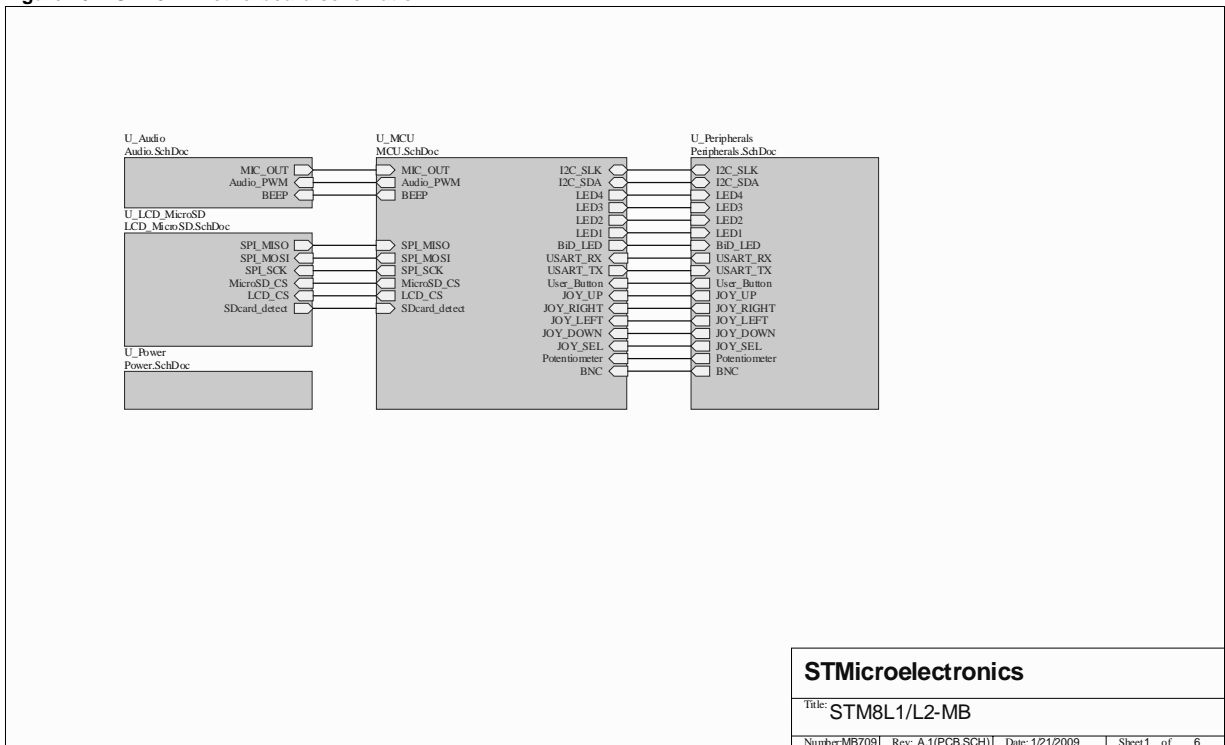 U_Audio
Audio.SchDoc
MIC_OUT
Audio_PWM
BEEP
U_LCD_MicroSD
LCD_MicroSD.SchDoc
SPI_MISO
SPI_MOSI
SPI_SCK
MicroSD_CS
LCD_CS
SDcard_detect
U_Power
Power.SchDoc
U_MCU
MCU.SchDoc
MIC_OUT
Audio_PWM
BEEP
SPI_MISO
SPI_MOSI
SPI_SCK
MicroSD_CS
LCD_CS
SDcard_detect
I2C_SLK
I2C_SDA
LED4
LED3
LED2
LED1
BiD_LED
USART_RX
USART_TX
User_Button
JOY_UP
JOY_RIGHT
JOY_LEFT
JOY_DOWN
JOY_SEL
Potentiometer
BNC
U_Peripherals
Peripherals.SchDoc
I2C_SLK
I2C_SDA
LED4
LED3
LED2
LED1
BiD_LED
USART_RX
USART_TX
User_Button
JOY_UP
JOY_RIGHT
JOY_LEFT
JOY_DOWN
JOY_SEL
Potentiometer
BNC
STMicroelectronics
Title: STM8L1/L2-MB
Number:MB709 Rev: A.1(PCB.SCH) Date: 1/21/2009 Sheet 1 of 6